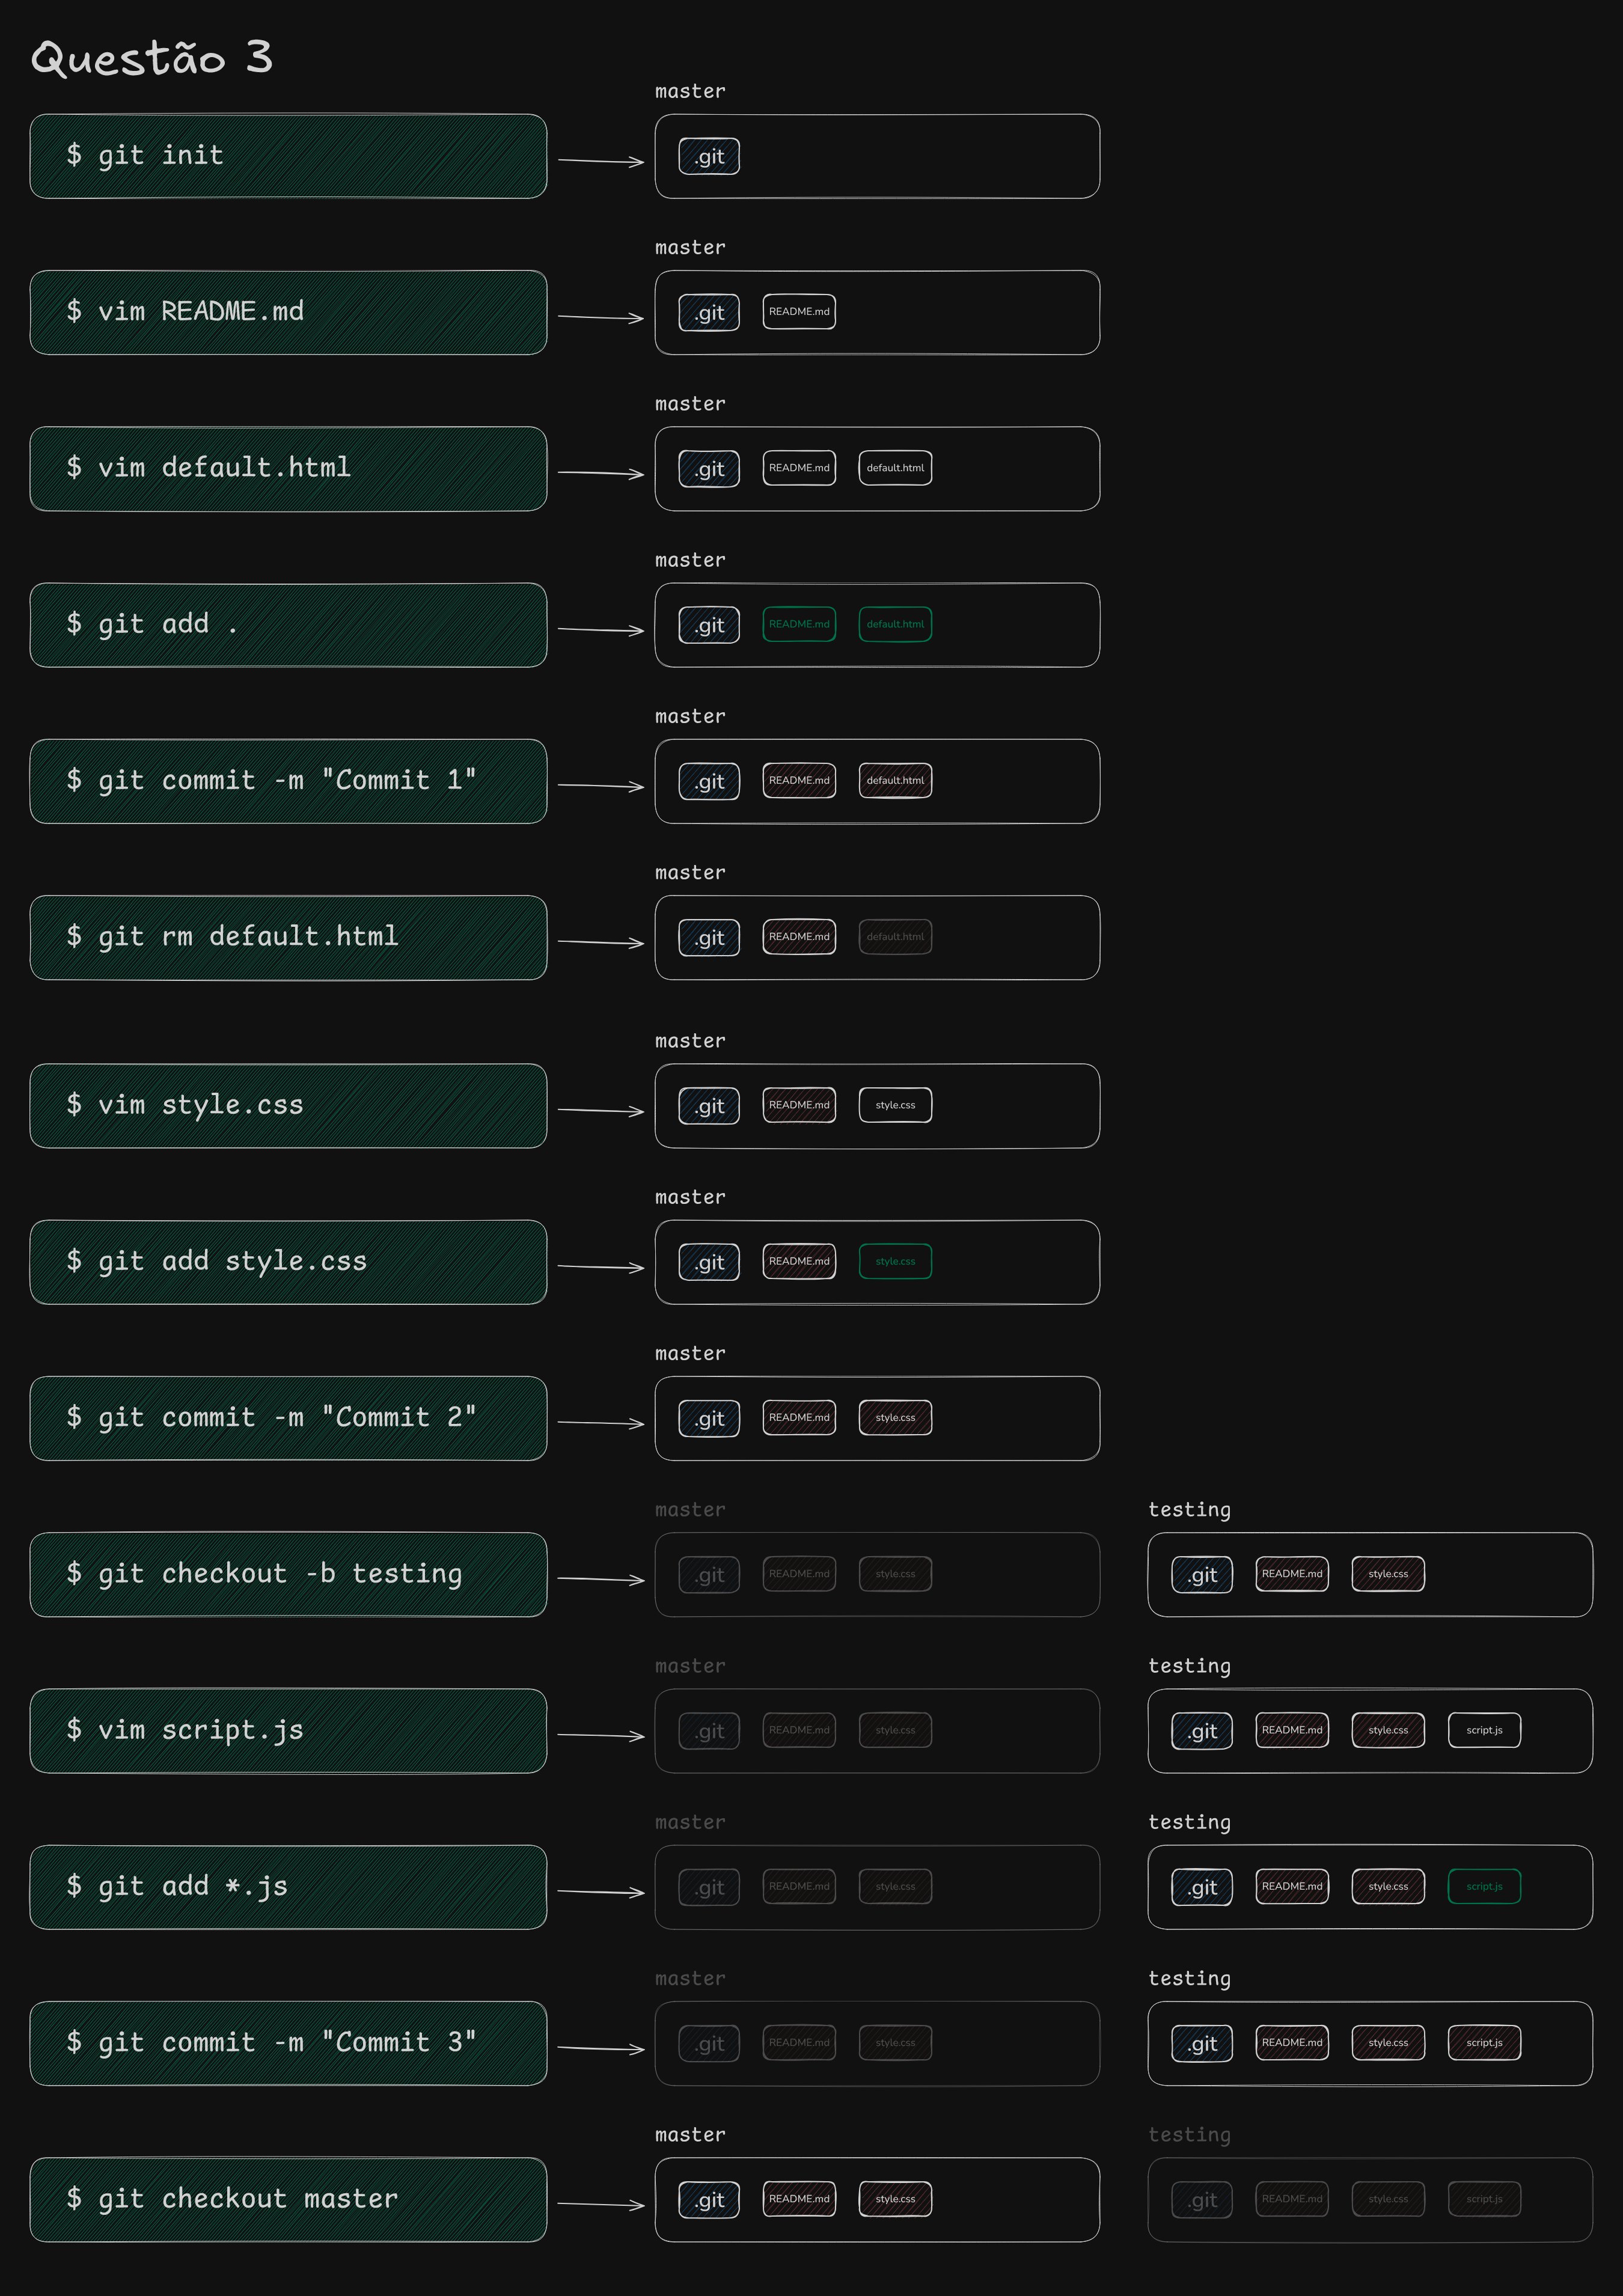 Questão 3
master
$ git init
.git
master
$ vim README.md
.git README.md
master
$ vim default.html
.git README.md default.html
master
$ git add .
.git README.md default.html
master
$ git commit -m "Commit 1"
.git README.md default.html
master
$ git rm default.html
.git README.md default.html
master
$ vim style.css
.git README.md style.css
master
$ git add style.css
.git README.md style.css
master
$ git commit -m "Commit 2"
.git README.md style.css
master testing
$ git checkout -b testing
.git README.md style.css .git README.md style.css
master testing
$ vim script.js
.git README.md style.css .git README.md style.css script.js
master testing
$ git add *.js
.git README.md style.css .git README.md style.css script.js
master testing
$ git commit -m "Commit 3"
.git README.md style.css .git README.md style.css script.js
master testing
$ git checkout master
.git README.md style.css .git README.md style.css script.js